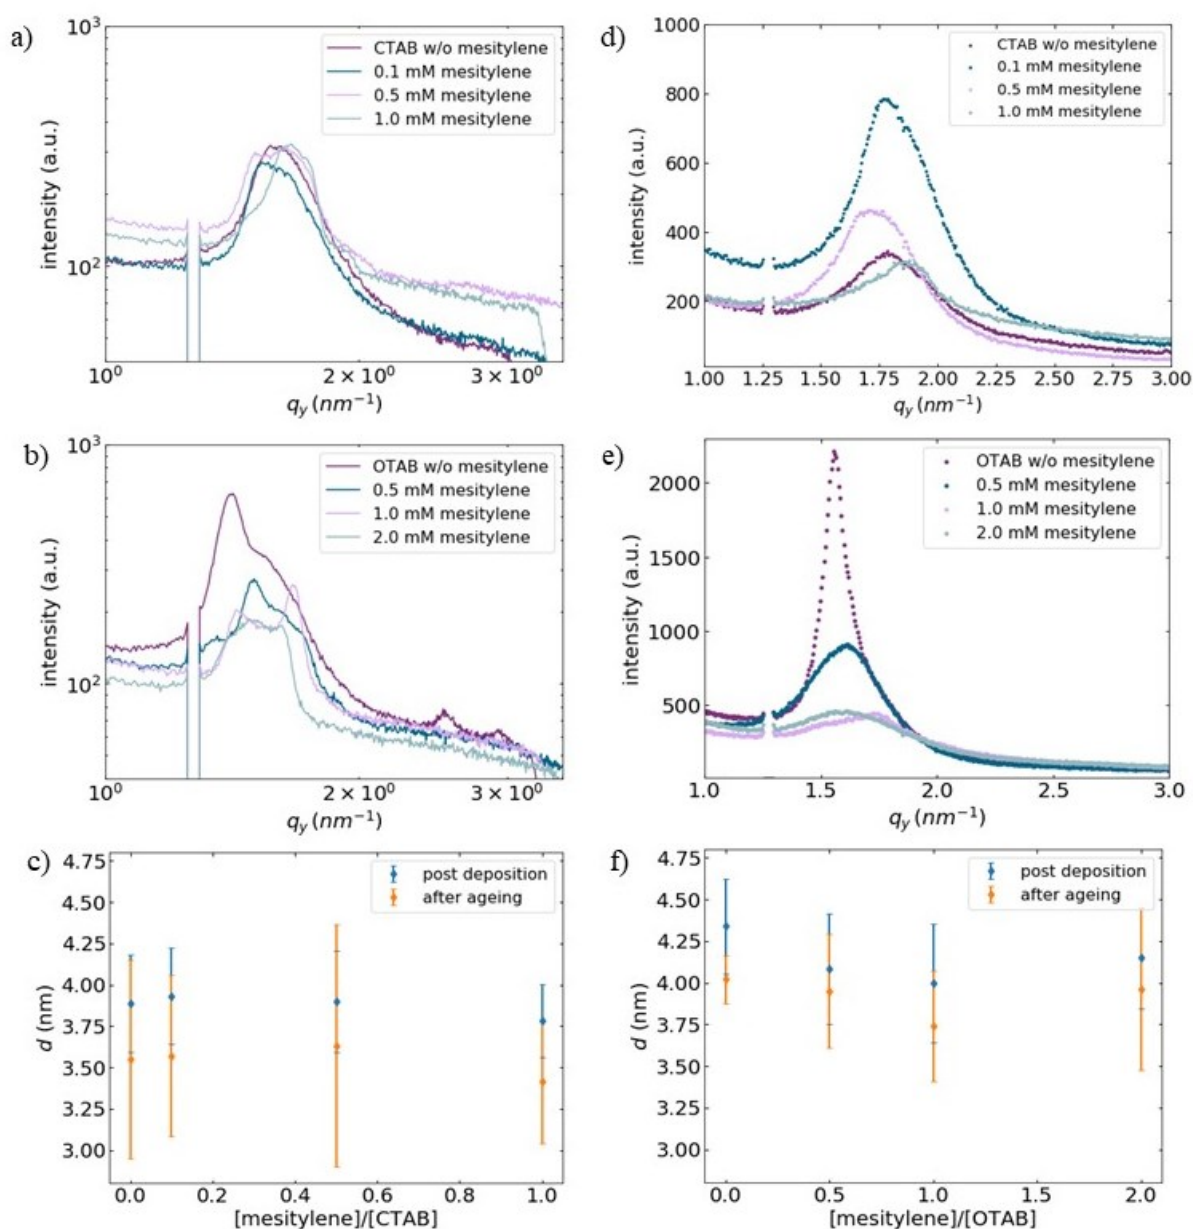 a)
10³
10²
intensity (a.u.)
CTAB w/o mesitylene
0.1 mM mesitylene
0.5 mM mesitylene
1.0 mM mesitylene
10⁰
2 × 10⁰
3 × 10⁰
q_y (nm⁻¹)
d)
1000
800
600
400
200
intensity (a.u.)
CTAB w/o mesitylene
0.1 mM mesitylene
0.5 mM mesitylene
1.0 mM mesitylene
1.00 1.25 1.50 1.75 2.00 2.25 2.50 2.75 3.00
q_y (nm⁻¹)
b)
10³
10²
intensity (a.u.)
OTAB w/o mesitylene
0.5 mM mesitylene
1.0 mM mesitylene
2.0 mM mesitylene
10⁰
2 × 10⁰
3 × 10⁰
q_y (nm⁻¹)
e)
2000
1500
1000
500
intensity (a.u.)
OTAB w/o mesitylene
0.5 mM mesitylene
1.0 mM mesitylene
2.0 mM mesitylene
1.0 1.5 2.0 2.5 3.0
q_y (nm⁻¹)
c)
4.75
4.50
4.25
4.00
3.75
3.50
3.25
3.00
d (nm)
post deposition
after ageing
0.0 0.2 0.4 0.6 0.8 1.0
[mesitylene]/[CTAB]
f)
4.75
4.50
4.25
4.00
3.75
3.50
3.25
3.00
d (nm)
post deposition
after ageing
0.0 0.5 1.0 1.5 2.0
[mesitylene]/[OTAB]